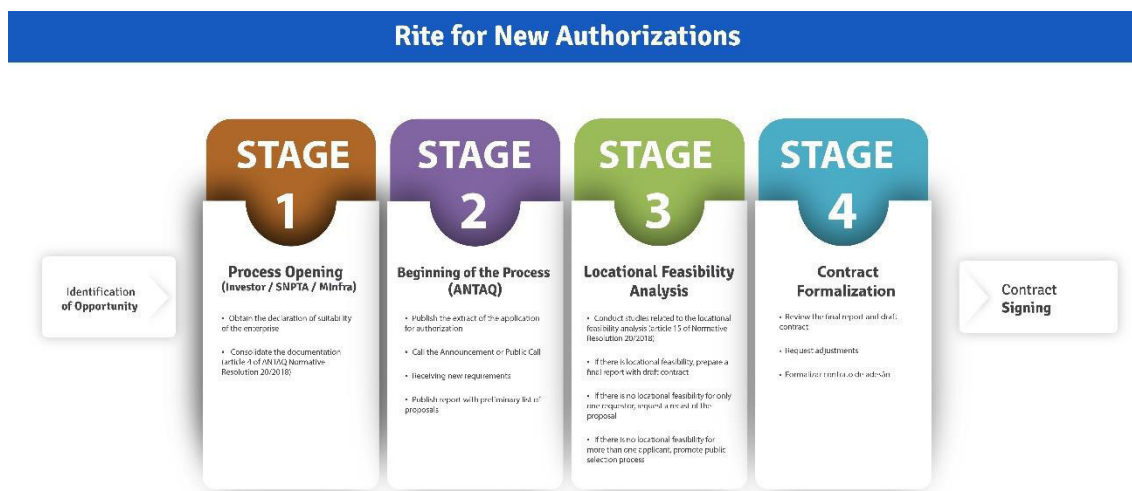 Rite for New Authorizations
Identification
of Opportunity
STAGE
1
Process Opening
(Investor / SNPTA / MInfra)
• Obtain the declaration of suitability
of the enterprise
• Consolidate the documentation
(article 4 of ANTAQ Normative
Resolution 20/2018)
STAGE
2
Beginning of the Process
(ANTAQ)
• Publish the extract of the application
for authorization
• Call the Announcement or Public Call
• Receiving new requirements
• Publish report with preliminary list of
proposals
STAGE
3
Locational Feasibility
Analysis
• Conduct studies related to the locational
feasibility analysis (article 15 of Normative
Resolution 20/2018)
• If there is locational feasibility, prepare a
final report with draft contract
• If there is no locational feasibility for only
one requestor, request a recast of the
proposal
• If there is no locational feasibility for
more than one applicant, promote public
selection process
STAGE
4
Contract
Formalization
• Review the final report and draft
contract
• Request adjustments
• Formalizar contrato de adesão
Contract
Signing